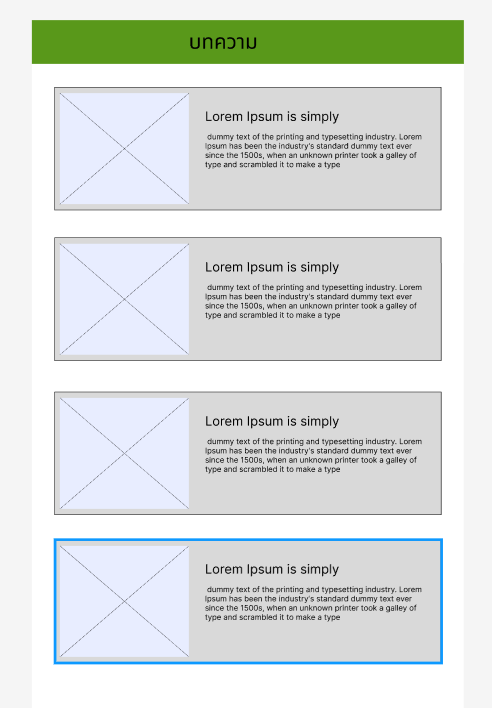 บทความ
Lorem Ipsum is simply
dummy text of the printing and typesetting industry. Lorem
Ipsum has been the industry's standard dummy text ever
since the 1500s, when an unknown printer took a galley of
type and scrambled it to make a type
Lorem Ipsum is simply
dummy text of the printing and typesetting industry. Lorem
Ipsum has been the industry's standard dummy text ever
since the 1500s, when an unknown printer took a galley of
type and scrambled it to make a type
Lorem Ipsum is simply
dummy text of the printing and typesetting industry. Lorem
Ipsum has been the industry's standard dummy text ever
since the 1500s, when an unknown printer took a galley of
type and scrambled it to make a type
Lorem Ipsum is simply
dummy text of the printing and typesetting industry. Lorem
Ipsum has been the industry's standard dummy text ever
since the 1500s, when an unknown printer took a galley of
type and scrambled it to make a type